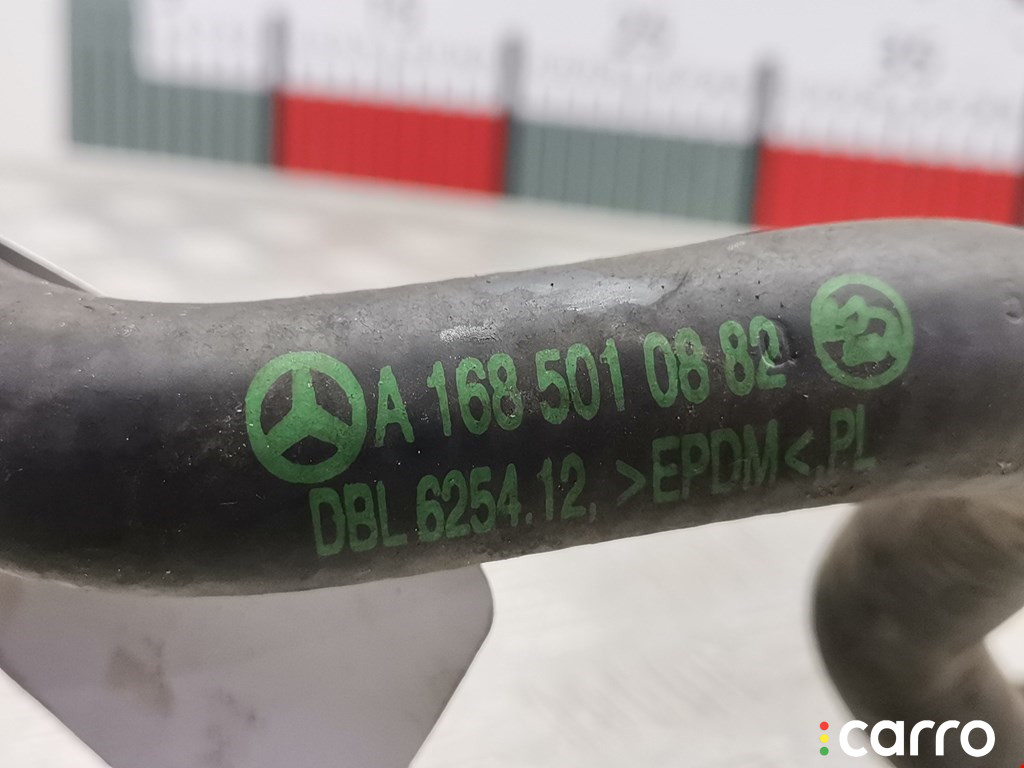 A 168 501 08 82
DBL 6254.12, >EPDM<,PL
carro